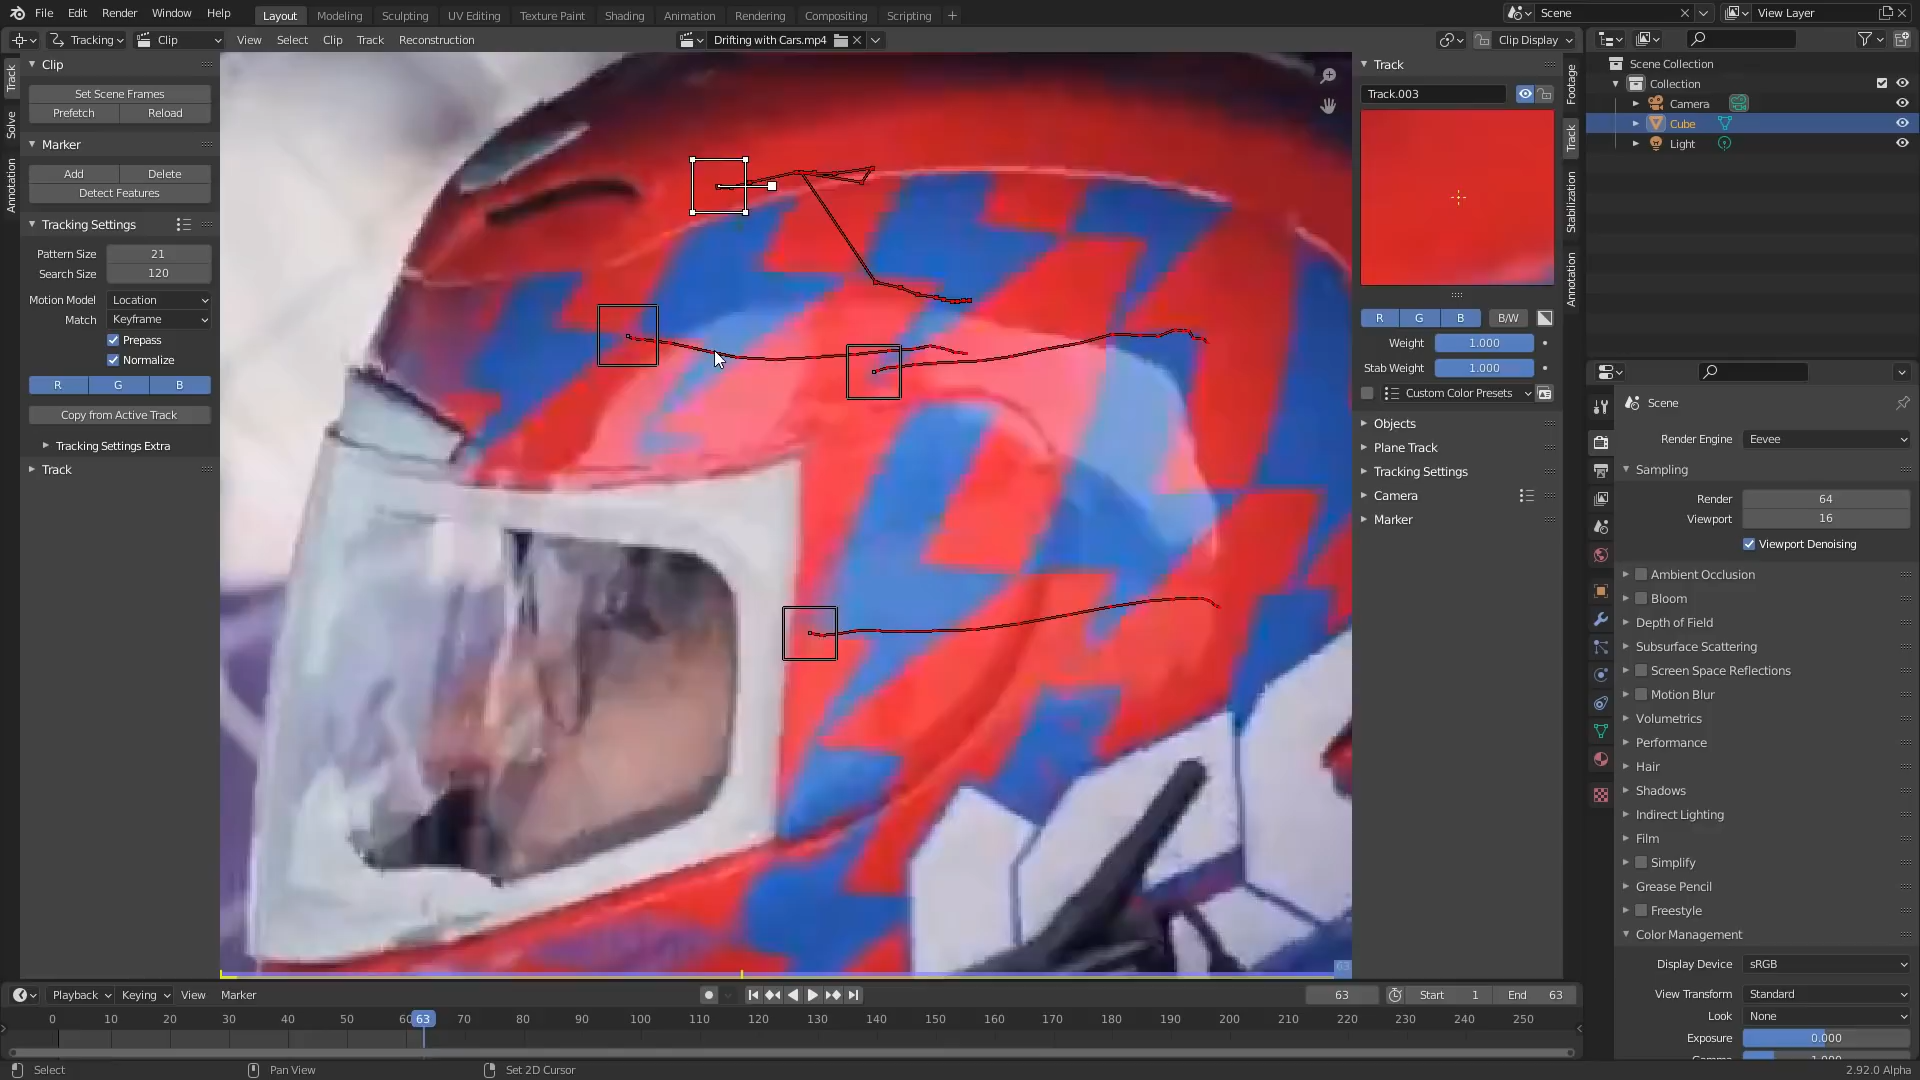 File Edit Render Window Help Layout Modeling Sculpting UV Editing Texture Paint Shading Animation Rendering Compositing Scripting + Scene View Layer
Tracking Clip View Select Clip Track Reconstruction Drifting with Cars.mp4 Clip Display
Clip
Set Scene Frames
Prefetch Reload
Marker
Add Delete
Detect Features
Tracking Settings
Pattern Size 21
Search Size 120
Motion Model Location
Match Keyframe
Prepass
Normalize
R G B
Copy from Active Track
Tracking Settings Extra
Track
Track
Solve
Annotation
Track
Track.003
R G B B/W
Weight 1.000
Stab Weight 1.000
Custom Color Presets
Objects
Plane Track
Tracking Settings
Camera
Marker
Footage
Track
Stabilization
Annotation
Scene Collection
Collection
Camera
Cube
Light
Scene
Render Engine Eevee
Sampling
Render 64
Viewport 16
Viewport Denoising
Ambient Occlusion
Bloom
Depth of Field
Subsurface Scattering
Screen Space Reflections
Motion Blur
Volumetrics
Performance
Hair
Shadows
Indirect Lighting
Film
Simplify
Grease Pencil
Freestyle
Color Management
Display Device sRGB
View Transform Standard
Look None
Exposure 0.000
63
Playback Keying View Marker 63 Start 1 End 63
0 10 20 30 40 50 60 63 70 80 90 100 110 120 130 140 150 160 170 180 190 200 210 220 230 240 250
Select Pan View Set 2D Cursor 2.92.0 Alpha